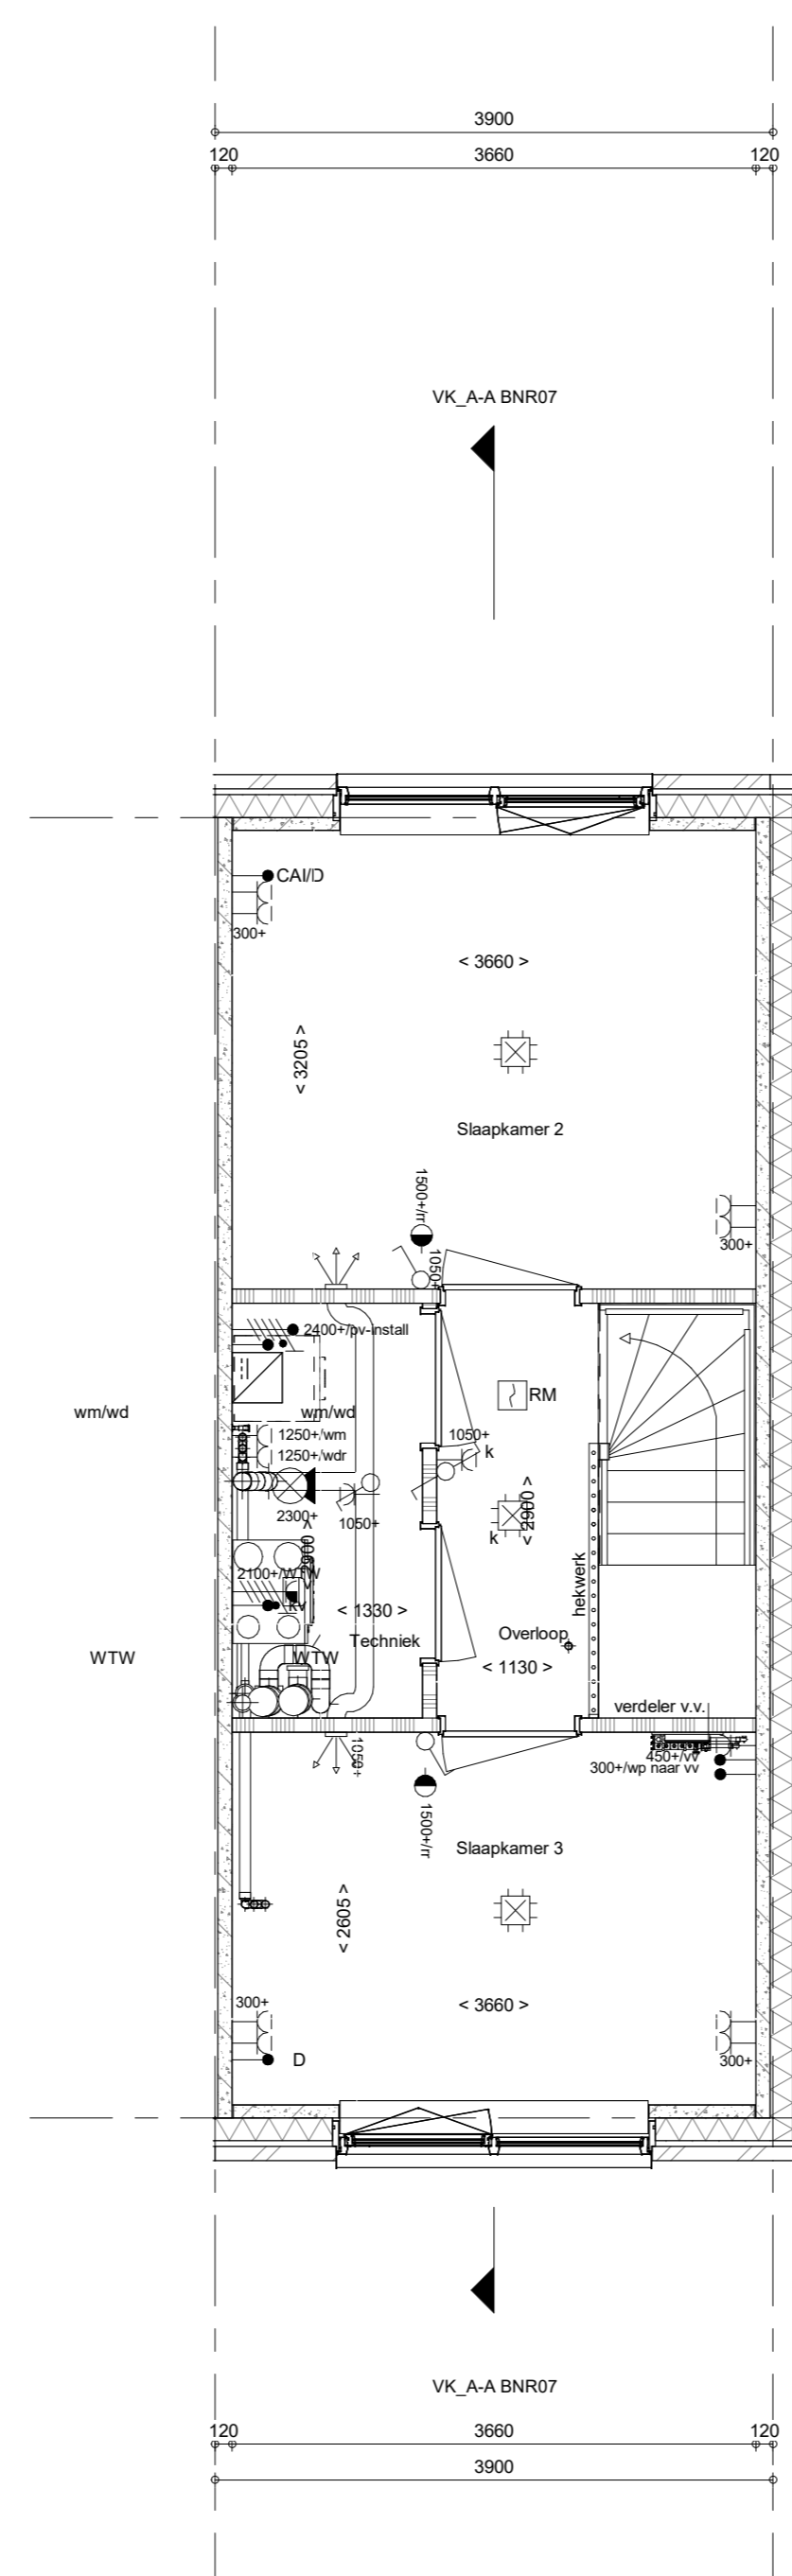 3900
120 3660 120
VK_A-A BNR07
CAI/D
300+
< 3660 >
< 3205 >
Slaapkamer 2
1500+/rr
1050+
300+
2400+/pv-install
RM
wm/wd
wm/wd
1250+/wm
1050+
k
1250+/wdr
2300+
1050+
< 2900 >
k
< 2900 >
2100+/WTW
hekwerk
kv
< 1330 >
Techniek
Overloop
WTW
WTW
< 1130 >
verdeler v.v.
1050+
450+/vv
300+/wp naar vv
1500+/rr
Slaapkamer 3
< 2605 >
300+
< 3660 >
D
300+
VK_A-A BNR07
120 3660 120
3900